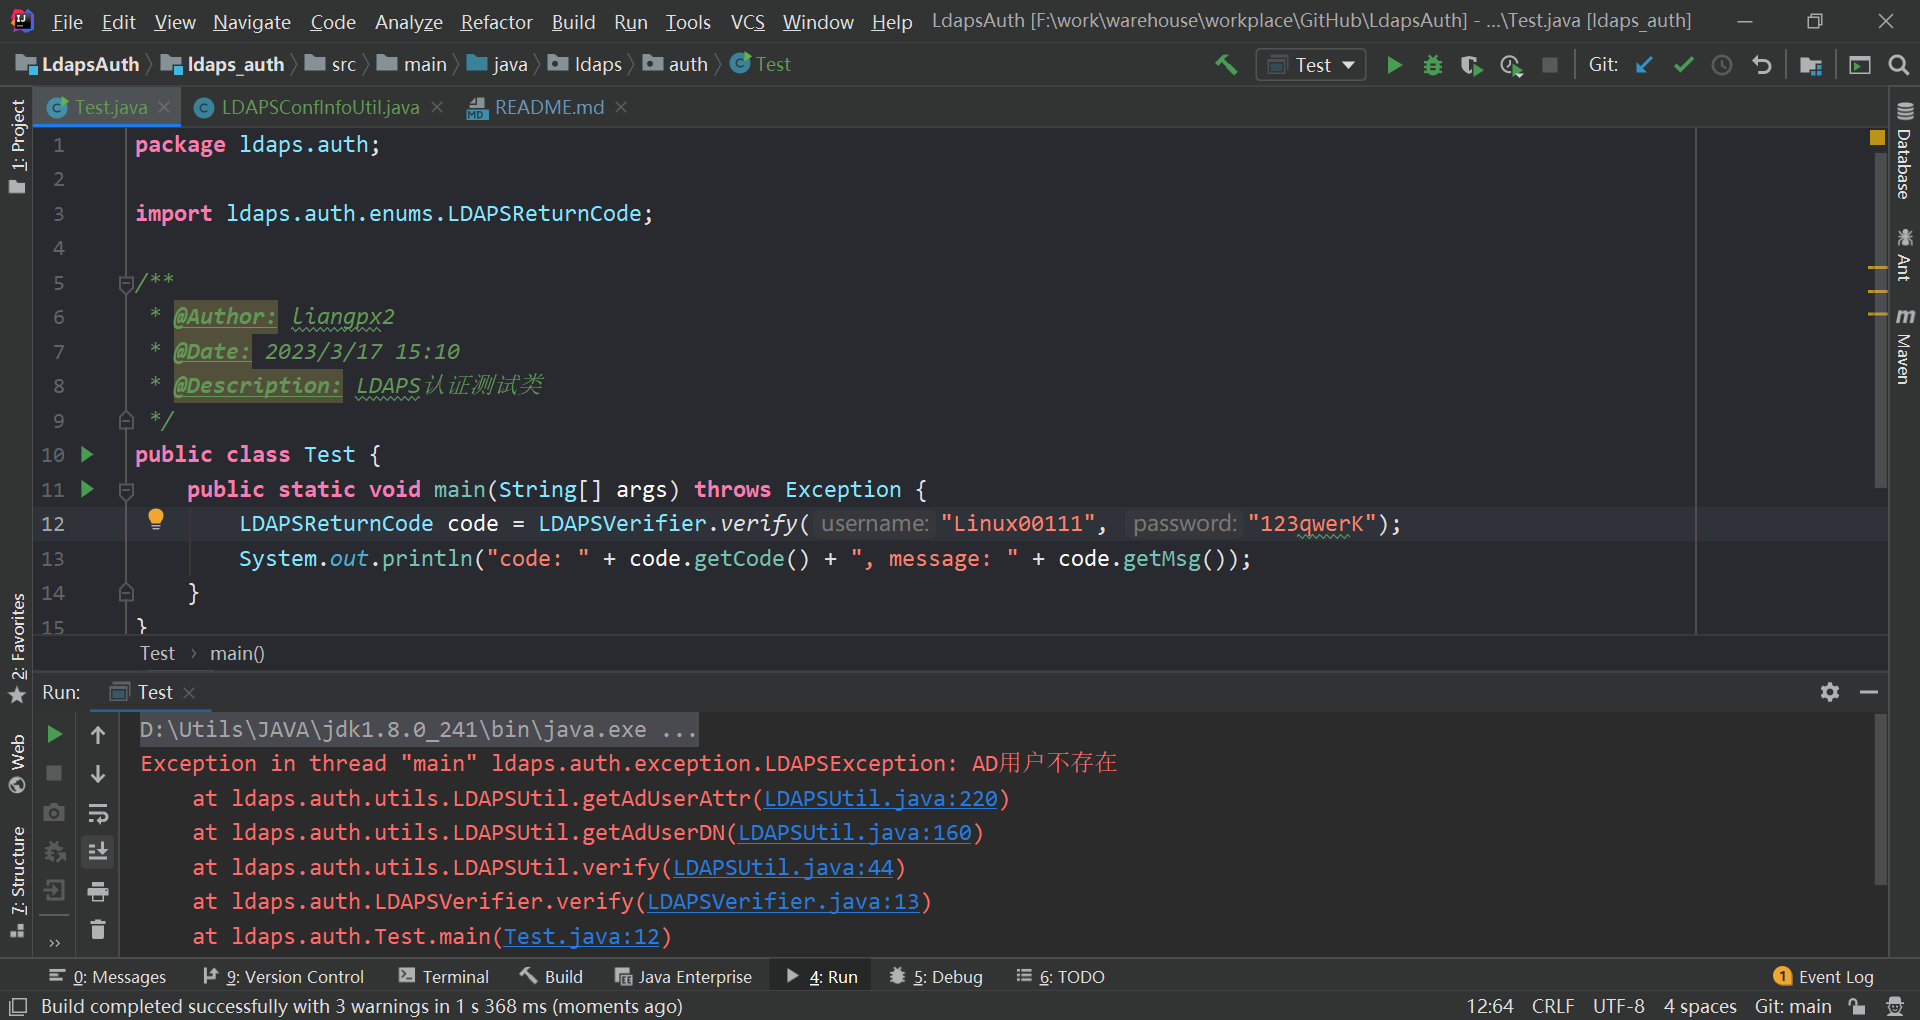 File Edit View Navigate Code Analyze Refactor Build Run Tools VCS Window Help LdapsAuth [F:\work\warehouse\workplace\GitHub\LdapsAuth] - ...\Test.java [ldaps_auth]
LdapsAuth ldaps_auth src main java ldaps auth Test Test Git:
Test.java LDAPSConfInfoUtil.java README.md
1: Project
2: Favorites
Web
7: Structure
Database
Ant
Maven
1 package ldaps.auth;
2
3 import ldaps.auth.enums.LDAPSReturnCode;
4
5 /**
6 * @Author: liangpx2
7 * @Date: 2023/3/17 15:10
8 * @Description: LDAPS认证测试类
9 */
10 public class Test {
11 public static void main(String[] args) throws Exception {
12 LDAPSReturnCode code = LDAPSVerifier.verify( username: "Linux00111", password: "123qwerK");
13 System.out.println("code: " + code.getCode() + ", message: " + code.getMsg());
14 }
15 }
Test › main()
Run: Test
D:\Utils\JAVA\jdk1.8.0_241\bin\java.exe ...
Exception in thread "main" ldaps.auth.exception.LDAPSException: AD用户不存在
at ldaps.auth.utils.LDAPSUtil.getAdUserAttr(LDAPSUtil.java:220)
at ldaps.auth.utils.LDAPSUtil.getAdUserDN(LDAPSUtil.java:160)
at ldaps.auth.utils.LDAPSUtil.verify(LDAPSUtil.java:44)
at ldaps.auth.LDAPSVerifier.verify(LDAPSVerifier.java:13)
at ldaps.auth.Test.main(Test.java:12)
0: Messages 9: Version Control Terminal Build Java Enterprise 4: Run 5: Debug 6: TODO 1 Event Log
Build completed successfully with 3 warnings in 1 s 368 ms (moments ago) 12:64 CRLF UTF-8 4 spaces Git: main